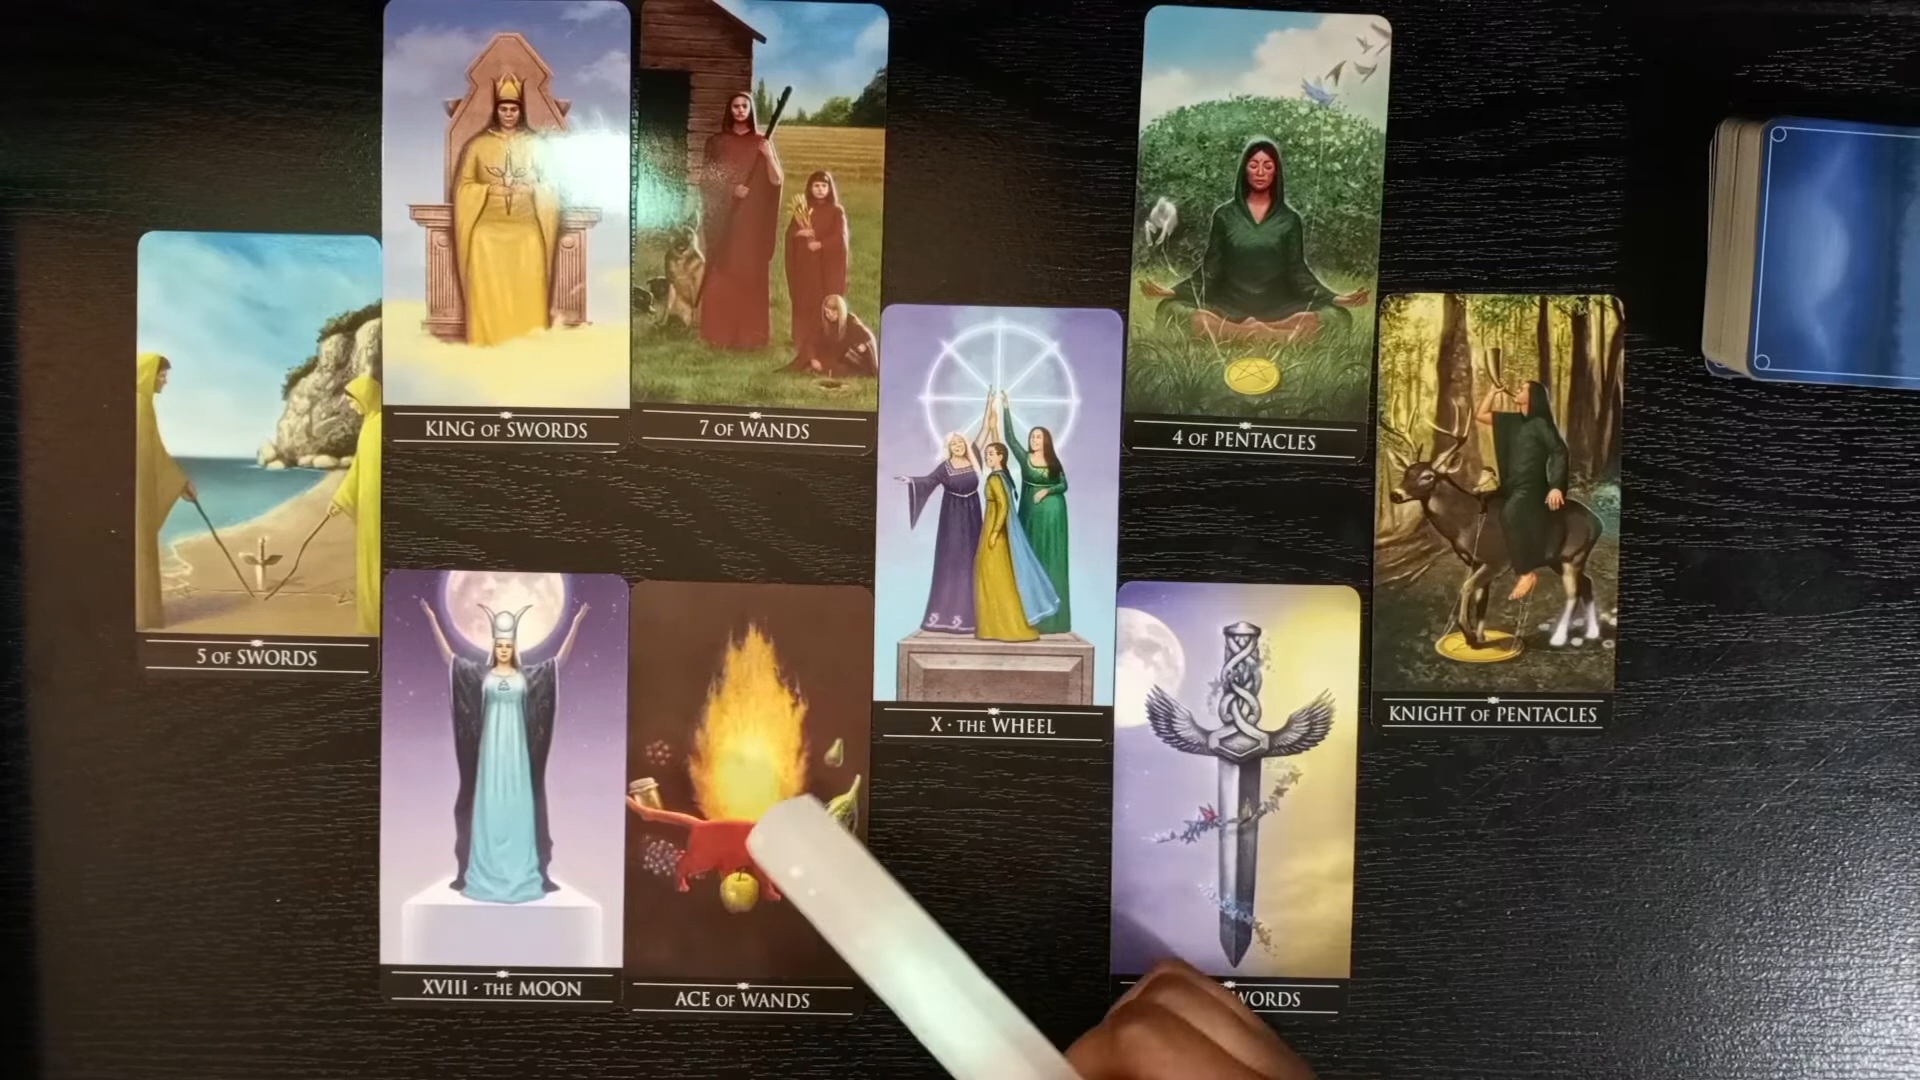 KING OF SWORDS
7 OF WANDS
4 OF PENTACLES
5 OF SWORDS
X · THE WHEEL
KNIGHT OF PENTACLES
XVIII · THE MOON
ACE OF WANDS
WORDS